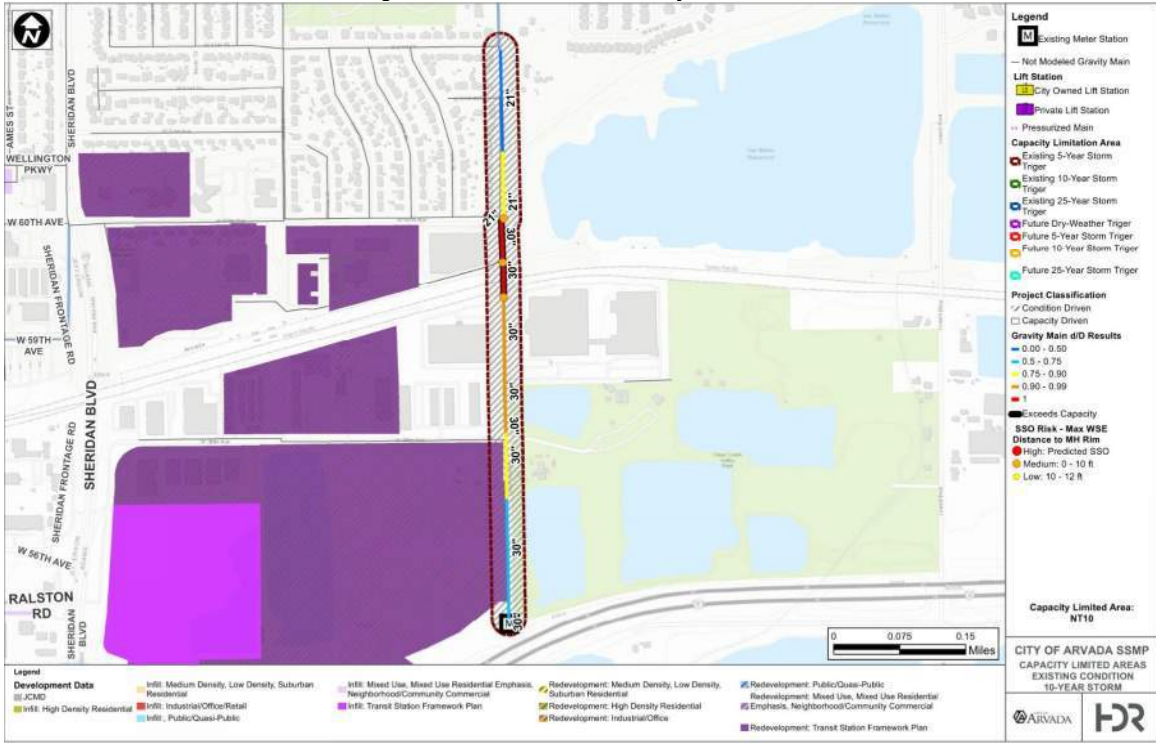 AMES ST
SHERIDAN BLVD
WELLINGTON
PKWY
W 60TH AVE
SHERIDAN FRONTAGE RD
W 59TH
AVE
SHERIDAN BLVD
SHERIDAN FRONTAGE RD
W 56TH AVE
RALSTON
RD
SHERIDAN
BLVD
21"
21"
27"
30"
30"
30"
30"
30"
30"
30"
30"
M
0 0.075 0.15
Miles
Legend
M Existing Meter Station
Not Modeled Gravity Main
Lift Station
City Owned Lift Station
Private Lift Station
Pressurized Main
Capacity Limitation Area
Existing 5-Year Storm
Triger
Existing 10-Year Storm
Triger
Existing 25-Year Storm
Triger
Future Dry-Weather Triger
Future 5-Year Storm Triger
Future 10-Year Storm Triger
Future 25-Year Storm Triger
Project Classification
Condition Driven
Capacity Driven
Gravity Main d/D Results
0.00 - 0.50
0.5 - 0.75
0.75 - 0.90
0.90 - 0.99
1
Exceeds Capacity
SSO Risk - Max WSE
Distance to MH Rim
High: Predicted SSO
Medium: 0 - 10 ft
Low: 10 - 12 ft
Capacity Limited Area:
NT10
CITY OF ARVADA SSMP
CAPACITY LIMITED AREAS
EXISTING CONDITION
10-YEAR STORM
ARVADA
HDR
Legend
Development Data
JCMD
Infill: High Density Residential
Infill: Medium Density, Low Density, Suburban
Residential
Infill: Industrial/Office/Retail
Infill: , Public/Quasi-Public
Infill: Mixed Use, Mixed Use Residential Emphasis,
Neighborhood/Community Commercial
Infill: Transit Station Framework Plan
Redevelopment: Medium Density, Low Density,
Suburban Residential
Redevelopment: High Density Residential
Redevelopment: Industrial/Office
Redevelopment: Public/Quasi-Public
Redevelopment: Mixed Use, Mixed Use Residential
Emphasis, Neighborhood/Community Commercial
Redevelopment: Transit Station Framework Plan